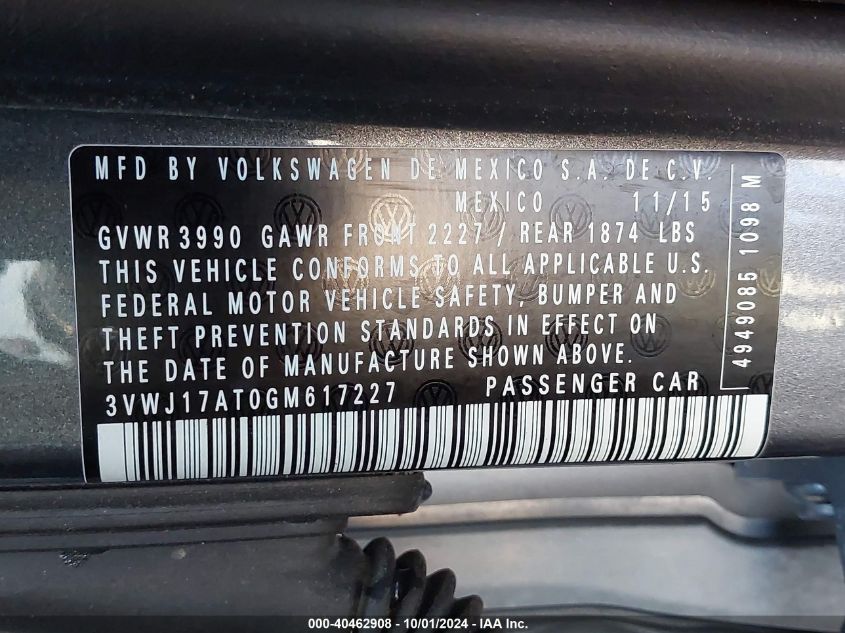 MFD BY VOLKSWAGEN DE MEXICO S.A. DE C.V.
MEXICO 11/15
GVWR 3990 GAWR FRONT 2227 / REAR 1874 LBS
THIS VEHICLE CONFORMS TO ALL APPLICABLE U.S.
FEDERAL MOTOR VEHICLE SAFETY, BUMPER AND
THEFT PREVENTION STANDARDS IN EFFECT ON
THE DATE OF MANUFACTURE SHOWN ABOVE.
3VWJ17AT0GM617227 PASSENGER CAR
4949085 1098 M
000-40462908 - 10/01/2024 - IAA Inc.